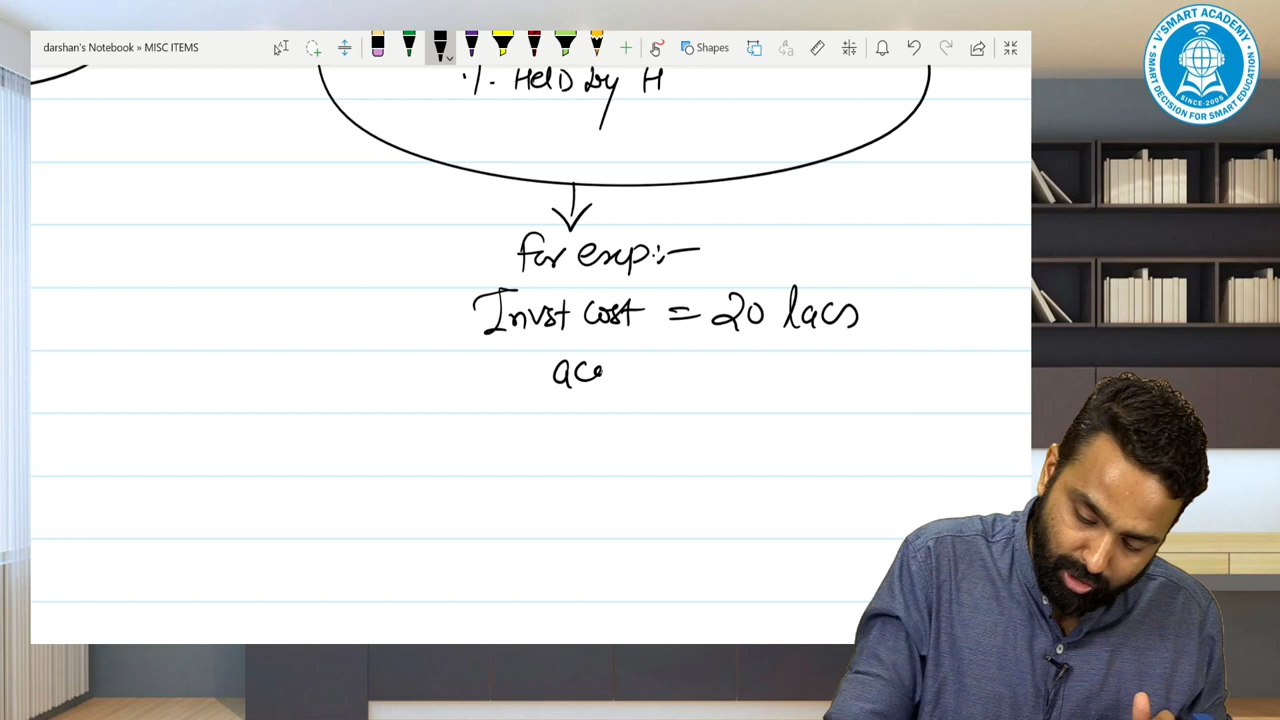 darshan's Notebook » MISC ITEMS
Shapes
V'SMART ACADEMY
SINCE-2005
SMART DECISION FOR SMART EDUCATION.
% Held by H
for exp:-
Invst cost = 20 lacs
acc